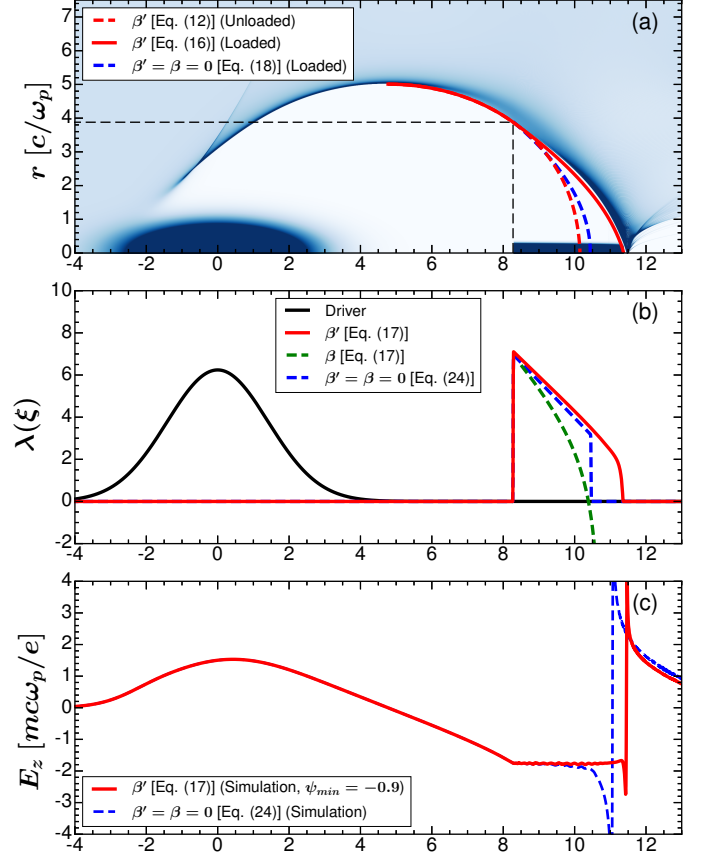 7
6
5
4
3
2
1
0
r [c/ω_p]
β′ [Eq. (12)] (Unloaded)
β′ [Eq. (16)] (Loaded)
β′ = β = 0 [Eq. (18)] (Loaded)
(a)
-4 -2 0 2 4 6 8 10 12
10
8
6
4
2
0
-2
λ(ξ)
Driver
β′ [Eq. (17)]
β [Eq. (17)]
β′ = β = 0 [Eq. (24)]
(b)
-4 -2 0 2 4 6 8 10 12
4
3
2
1
0
-1
-2
-3
-4
E_z [mcω_p/e]
(c)
β′ [Eq. (17)] (Simulation, ψ_min = −0.9)
β′ = β = 0 [Eq. (24)] (Simulation)
-4 -2 0 2 4 6 8 10 12